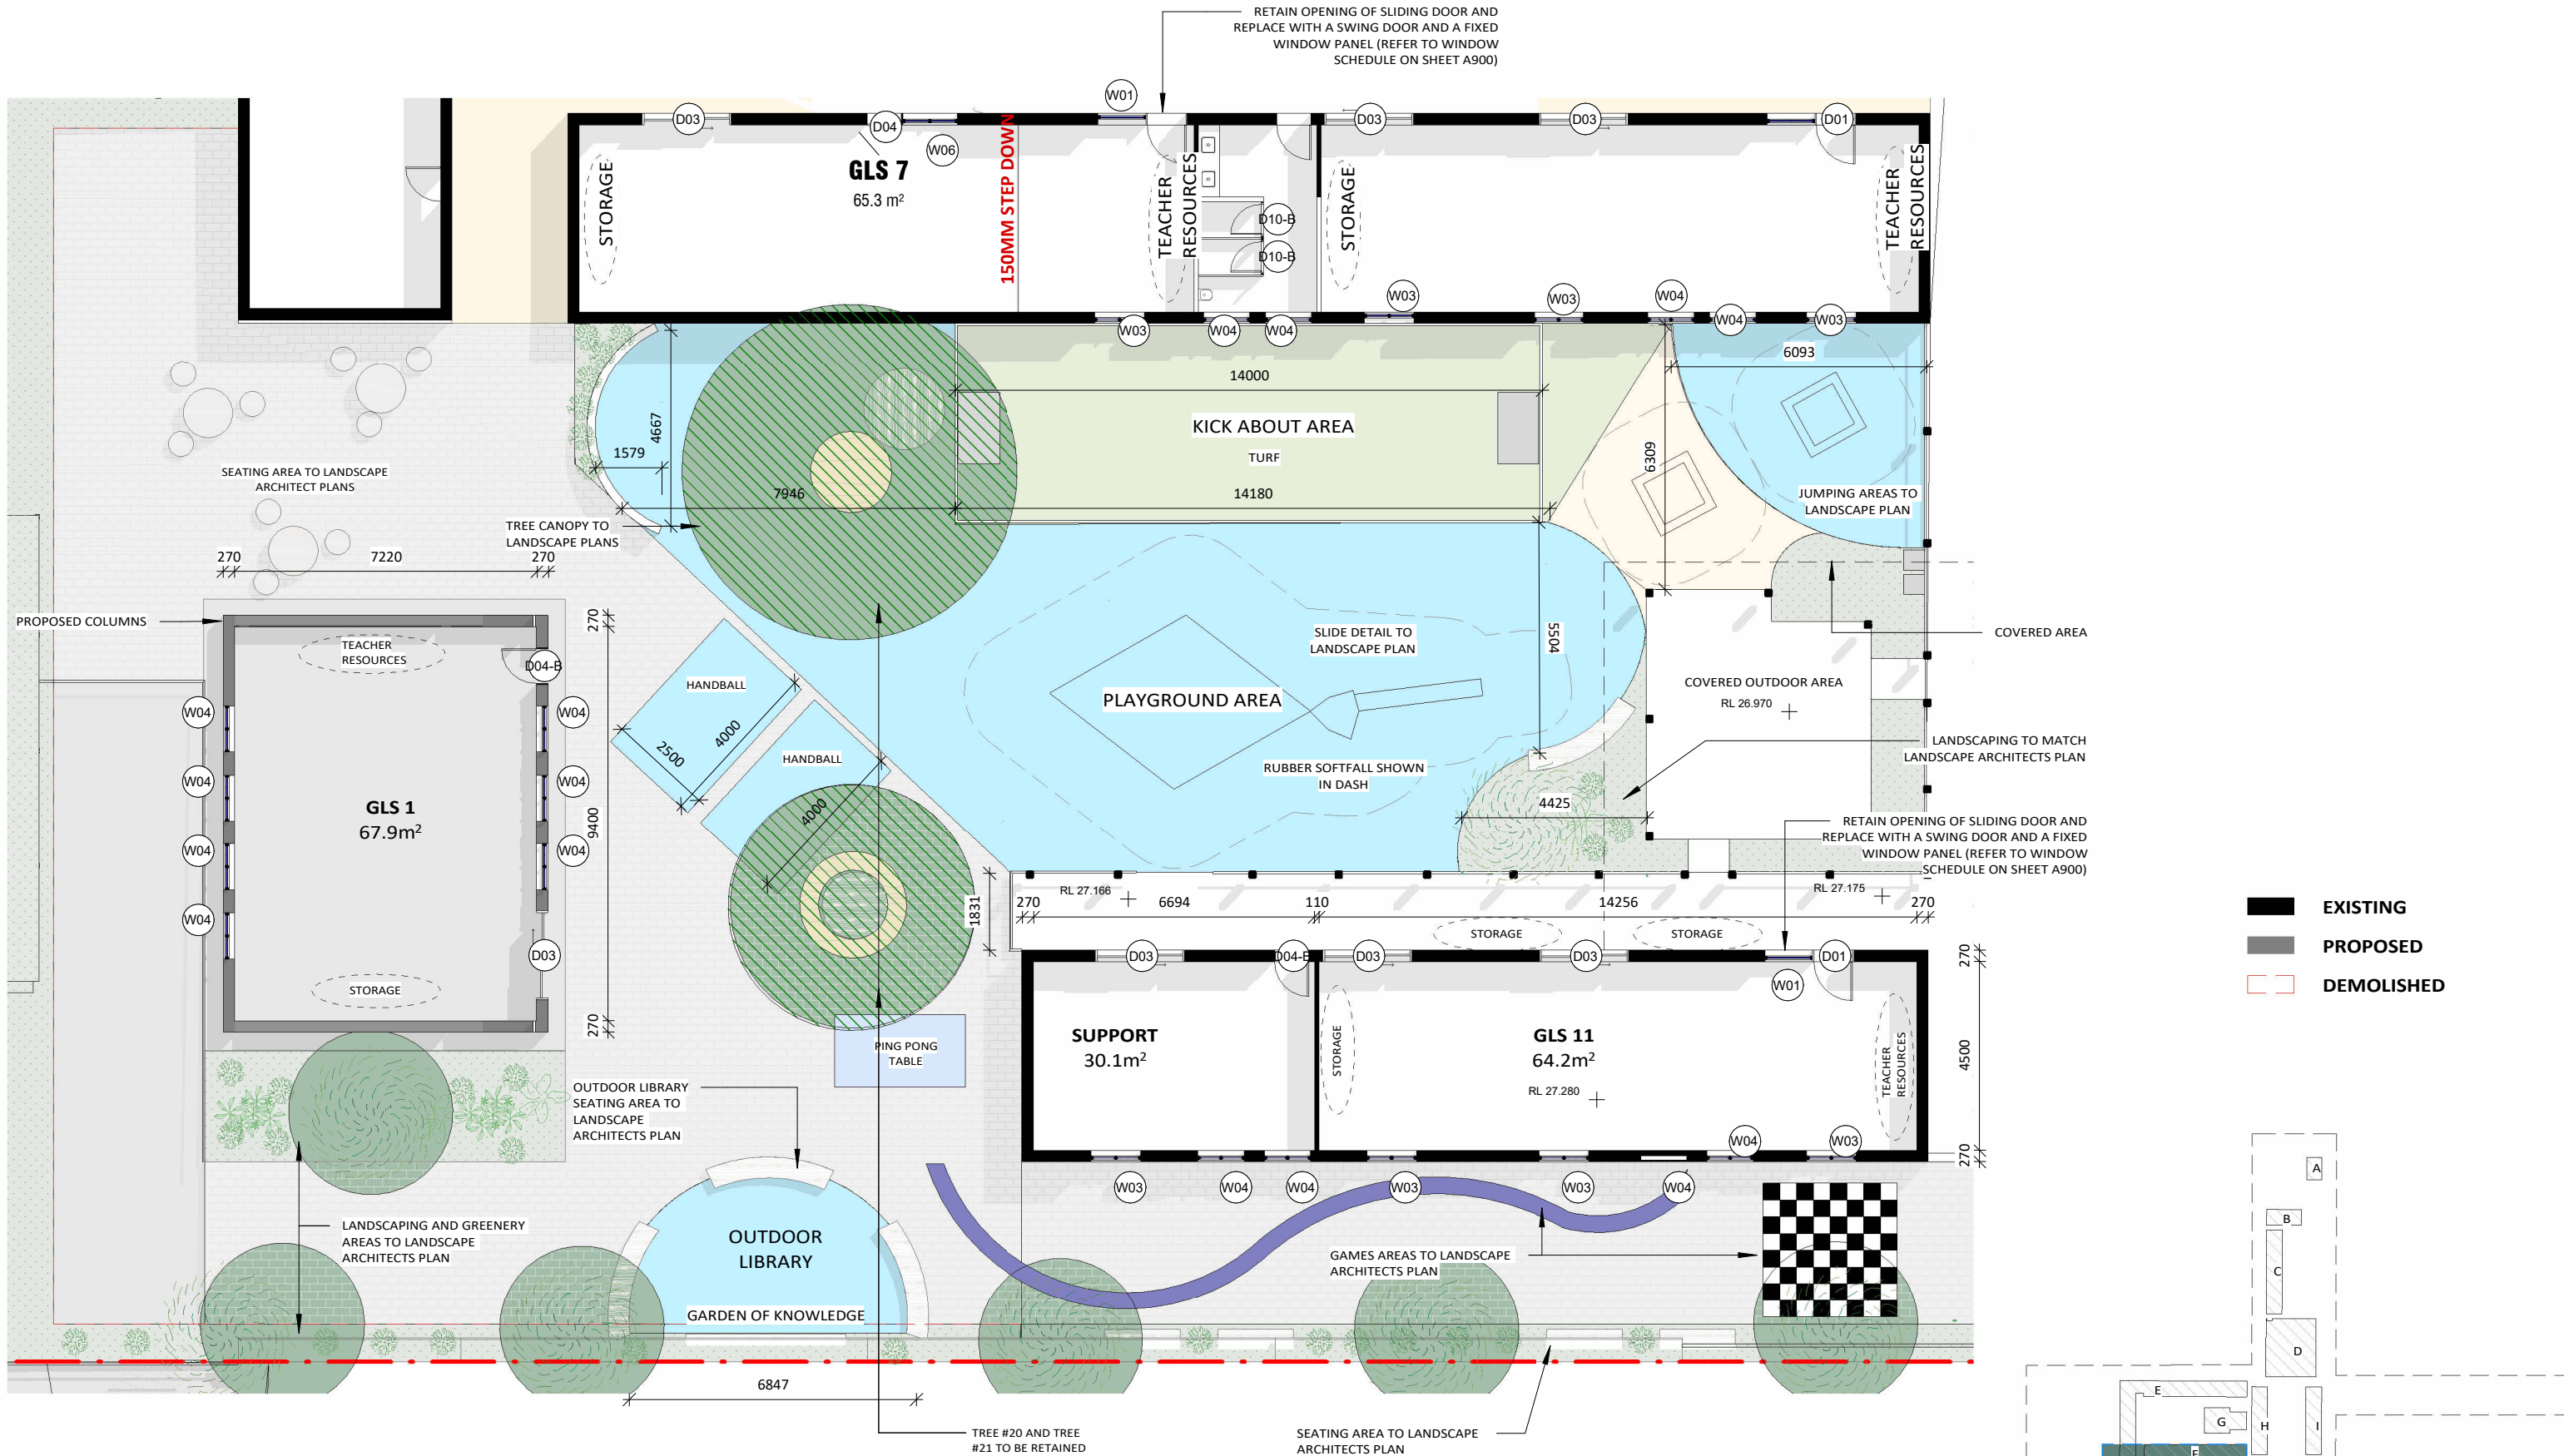 RETAIN OPENING OF SLIDING DOOR AND
REPLACE WITH A SWING DOOR AND A FIXED
WINDOW PANEL (REFER TO WINDOW
SCHEDULE ON SHEET A900)
W01
D03
D04
W06
D03
D03
D01
GLS 7
65.3 m²
STORAGE
150MM STEP DOWN
TEACHER
RESOURCES
D10-B
D10-B
STORAGE
TEACHER
RESOURCES
W03
W04
W04
W03
W03
W04
W04
W03
6093
14000
KICK ABOUT AREA
TURF
4667
1579
6309
7946
14180
SEATING AREA TO LANDSCAPE
ARCHITECT PLANS
JUMPING AREAS TO
LANDSCAPE PLAN
TREE CANOPY TO
LANDSCAPE PLANS
270
7220
270
PROPOSED COLUMNS
270
TEACHER
RESOURCES
D04-B
SLIDE DETAIL TO
LANDSCAPE PLAN
5504
COVERED AREA
HANDBALL
PLAYGROUND AREA
COVERED OUTDOOR AREA
RL 26.970
W04
W04
4000
2500
HANDBALL
LANDSCAPING TO MATCH
LANDSCAPE ARCHITECTS PLAN
RUBBER SOFTFALL SHOWN
IN DASH
W04
W04
GLS 1
67.9m²
9400
4000
4425
W04
W04
RETAIN OPENING OF SLIDING DOOR AND
REPLACE WITH A SWING DOOR AND A FIXED
WINDOW PANEL (REFER TO WINDOW
SCHEDULE ON SHEET A900)
RL 27.166
RL 27.175
W04
1831
270
6694
110
14256
270
EXISTING
PROPOSED
DEMOLISHED
STORAGE
STORAGE
D03
D03
D03
D03
D01
W01
270
STORAGE
270
SUPPORT
30.1m²
STORAGE
GLS 11
64.2m²
RL 27.280
TEACHER
RESOURCES
4500
PING PONG
TABLE
OUTDOOR LIBRARY
SEATING AREA TO
LANDSCAPE
ARCHITECTS PLAN
W04
W03
270
W03
W04
W04
W03
W03
W04
LANDSCAPING AND GREENERY
AREAS TO LANDSCAPE
ARCHITECTS PLAN
OUTDOOR
LIBRARY
GAMES AREAS TO LANDSCAPE
ARCHITECTS PLAN
GARDEN OF KNOWLEDGE
6847
TREE #20 AND TREE
#21 TO BE RETAINED
SEATING AREA TO LANDSCAPE
ARCHITECTS PLAN
A
B
C
D
E
G
H
I
F